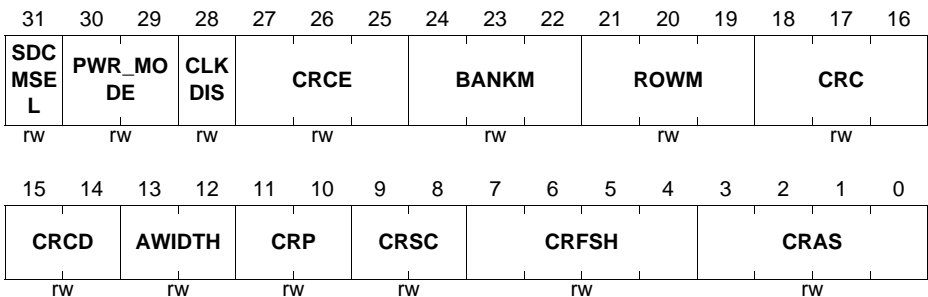 31 30 29 28 27 26 25 24 23 22 21 20 19 18 17 16
SDC MSE L PWR_MO DE CLK DIS CRCE BANKM ROWM CRC
rw rw rw rw rw rw rw
15 14 13 12 11 10 9 8 7 6 5 4 3 2 1 0
CRCD AWIDTH CRP CRSC CRFSH CRAS
rw rw rw rw rw rw